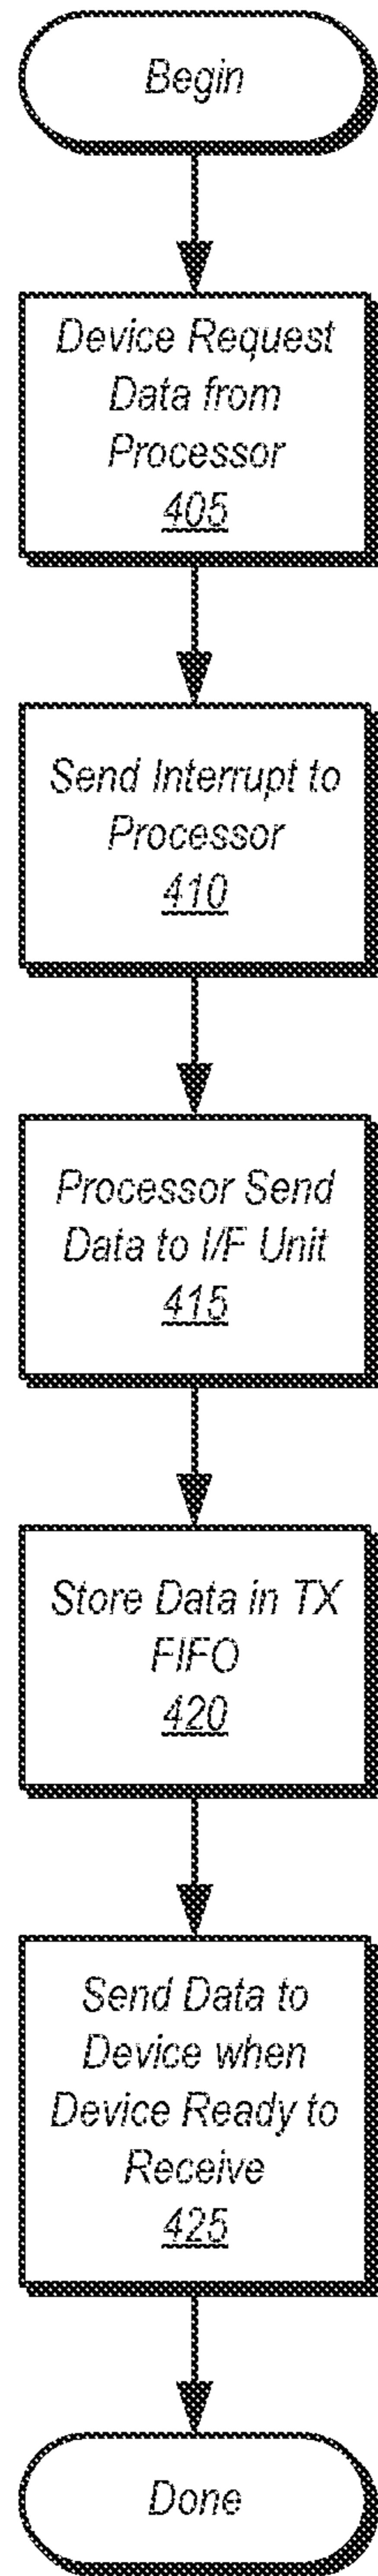 Begin
Device Request
Data from
Processor
405
Send Interrupt to
Processor
410
Processor Send
Data to I/F Unit
415
Store Data in TX
FIFO
420
Send Data to
Device when
Device Ready to
Receive
425
Done